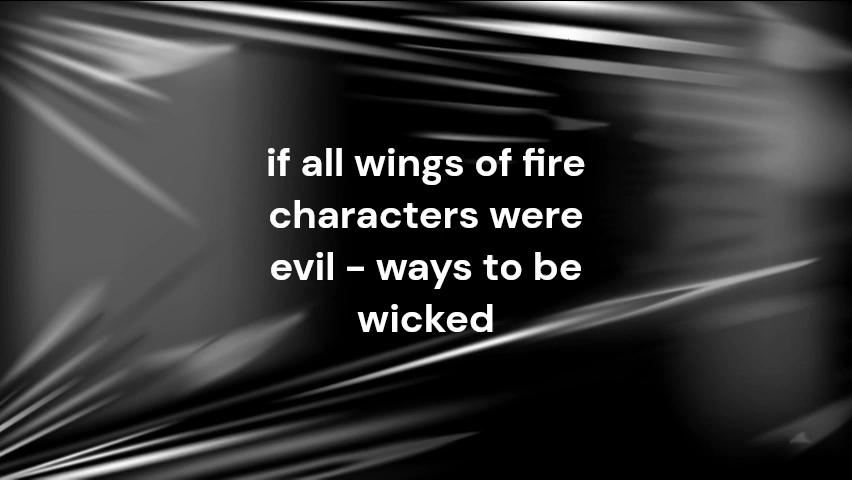 if all wings of fire
characters were
evil - ways to be
wicked